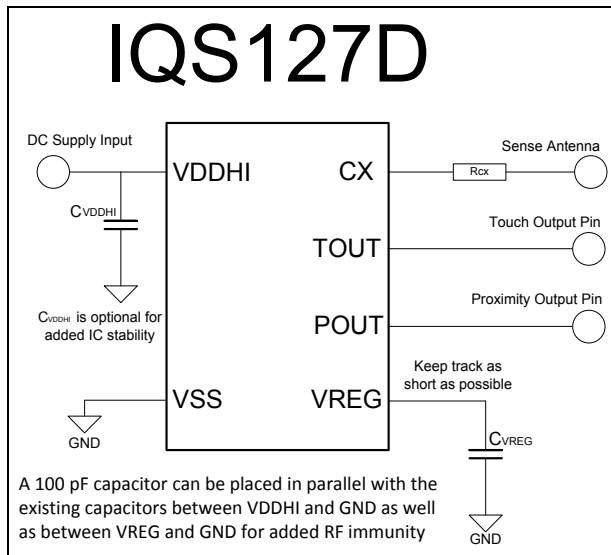 IQS127D
DC Supply Input
VDDHI
CX
Rcx
Sense Antenna
CVDDHI
TOUT
Touch Output Pin
CVDDHI is optional for
added IC stability
POUT
Proximity Output Pin
Keep track as
short as possible
VSS
VREG
GND
CVREG
A 100 pF capacitor can be placed in parallel with the
existing capacitors between VDDHI and GND as well
as between VREG and GND for added RF immunity
GND